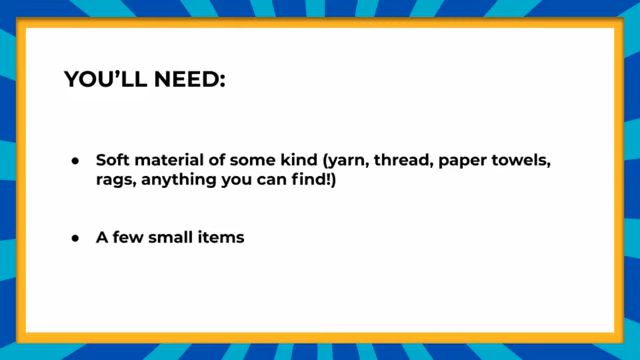 YOU'LL NEED:
● Soft material of some kind (yarn, thread, paper towels,
rags, anything you can find!)
● A few small items